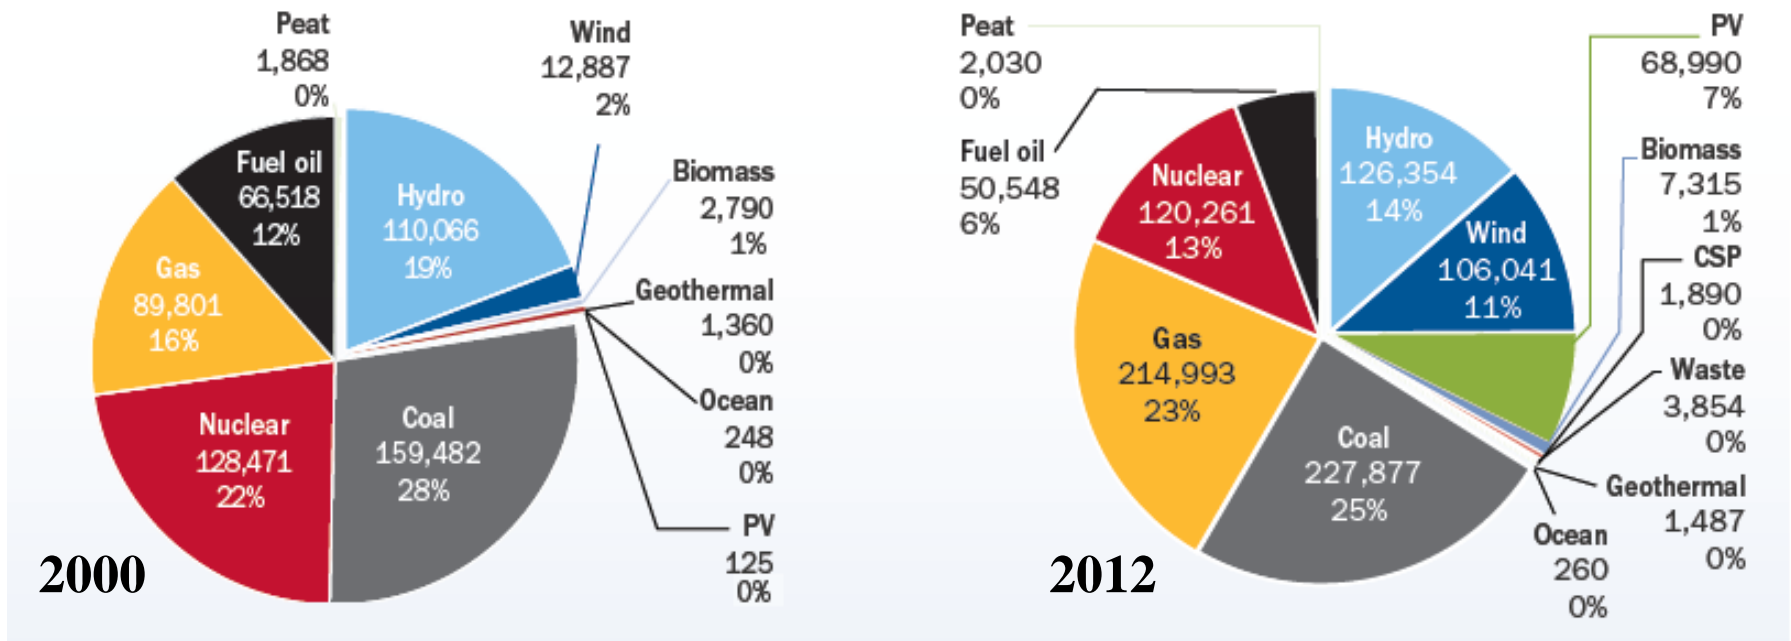 Peat
1,868
0%
Wind
12,887
2%
Biomass
2,790
1%
Geothermal
1,360
0%
Ocean
248
0%
PV
125
0%
Fuel oil
66,518
12%
Hydro
110,066
19%
Gas
89,801
16%
Nuclear
128,471
22%
Coal
159,482
28%
2000
Peat
2,030
0%
Fuel oil
50,548
6%
PV
68,990
7%
Biomass
7,315
1%
CSP
1,890
0%
Waste
3,854
0%
Geothermal
1,487
0%
Ocean
260
0%
Hydro
126,354
14%
Wind
106,041
11%
Nuclear
120,261
13%
Gas
214,993
23%
Coal
227,877
25%
2012